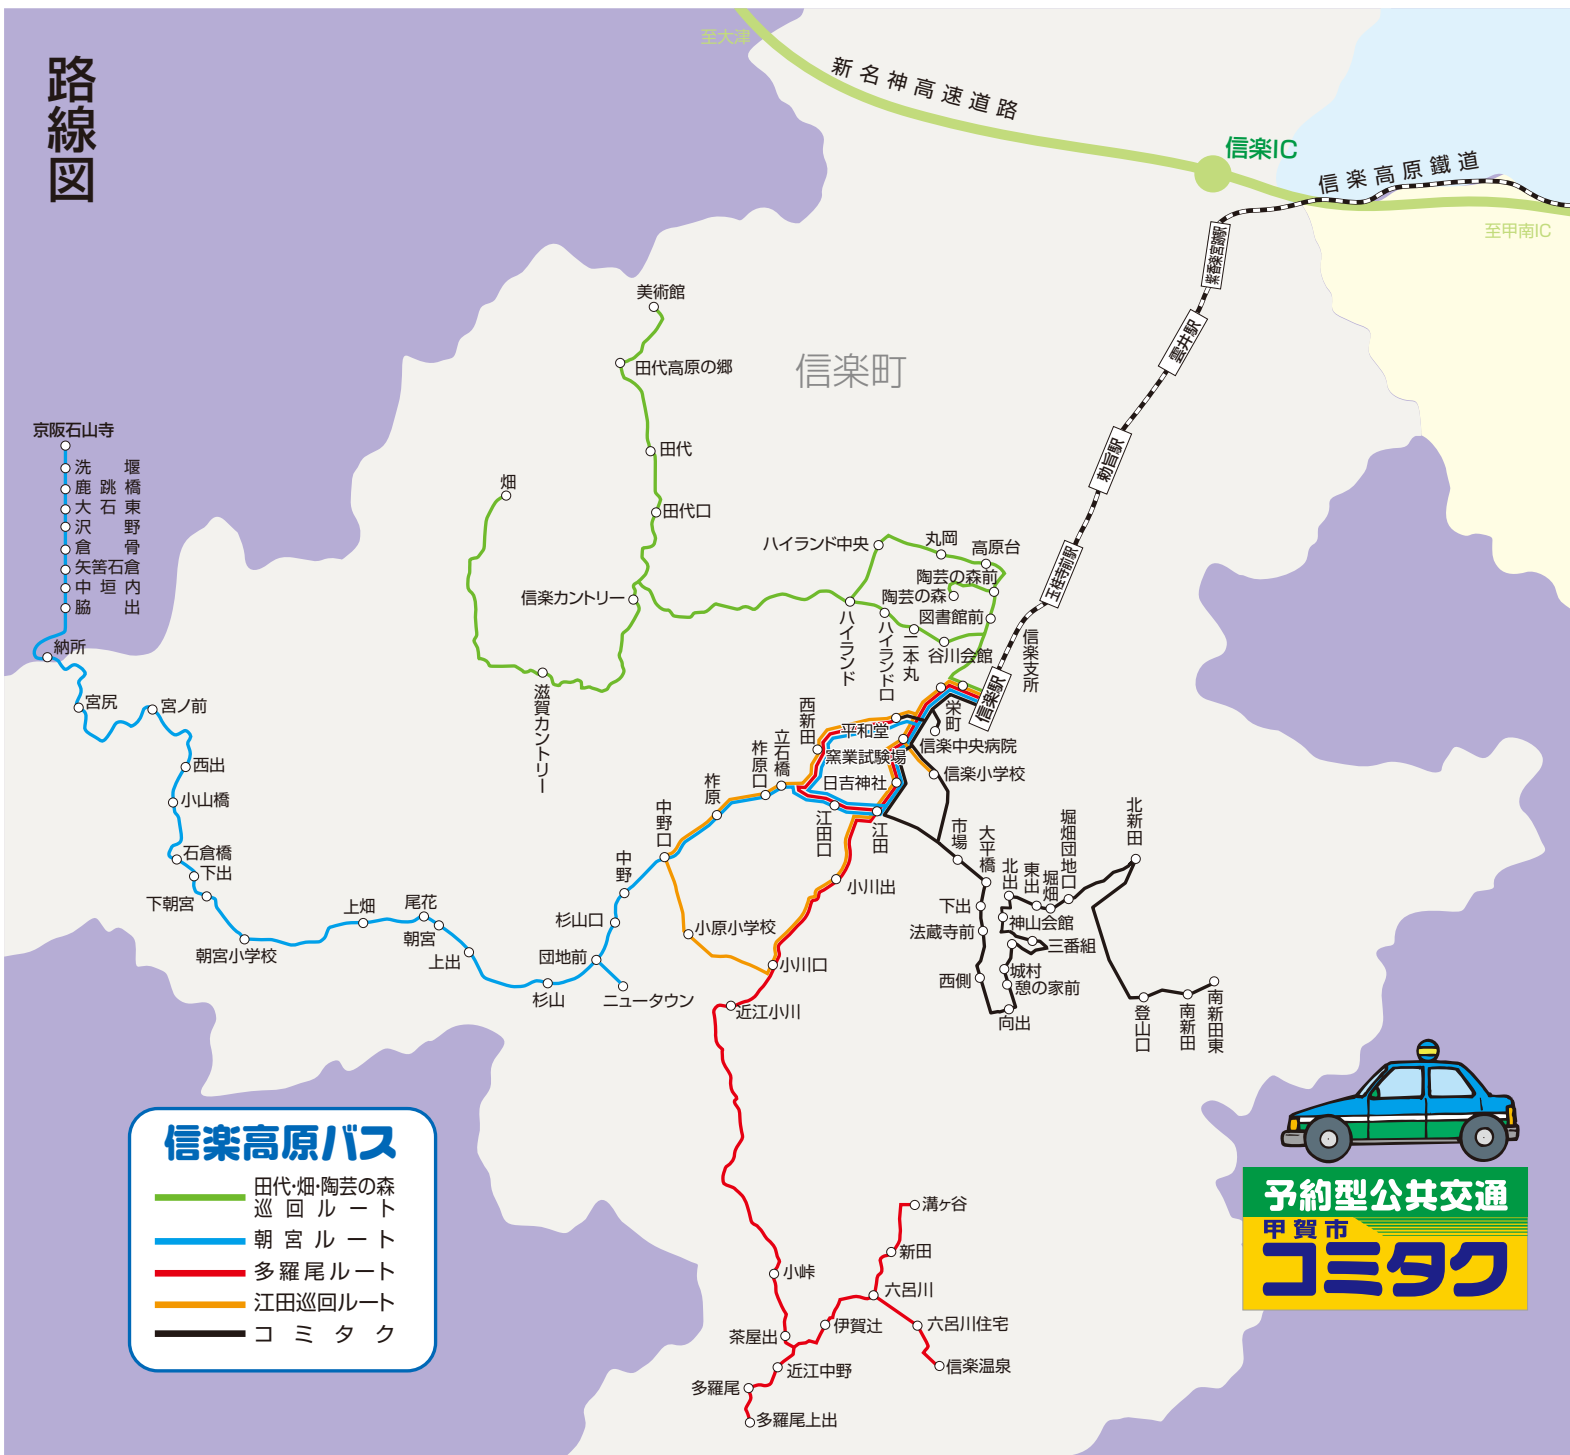 路線図
至大津
新名神高速道路
信楽IC
信楽高原鐵道
至甲南IC
紫香楽宮跡駅
雲井駅
勅旨駅
玉桂寺前駅
信楽駅
信楽町
美術館
田代高原の郷
田代
田代口
畑
信楽カントリー
滋賀カントリー
ハイランド中央
丸岡
高原台
陶芸の森前
陶芸の森
図書館前
ハイランド
ハイランド口
二本丸
谷川会館
信楽支所
京阪石山寺
洗堰
鹿跳橋
大石東
沢野
倉骨
矢筈石倉
中垣内
脇出
納所
宮尻
宮ノ前
西出
小山橋
石倉橋
下出
下朝宮
朝宮小学校
上畑
尾花
朝宮
上出
杉山
団地前
ニュータウン
杉山口
中野
中野口
柞原
柞原口
立石橋
西新田
平和堂
窯業試験場
日吉神社
栄町
信楽中央病院
信楽小学校
江田口
江田
小川出
小原小学校
小川口
近江小川
市場
大平橋
下出
法蔵寺前
西側
向出
憩の家前
城村
三番組
神山会館
北出
東出
堀畑
堀畑団地口
北新田
登山口
南新田
南新田東
小峠
茶屋出
近江中野
多羅尾
多羅尾上出
伊賀辻
六呂川
新田
溝ヶ谷
六呂川住宅
信楽温泉
信楽高原バス
田代・畑・陶芸の森
巡回ルート
朝宮ルート
多羅尾ルート
江田巡回ルート
コミタク
予約型公共交通
甲賀市
コミタク